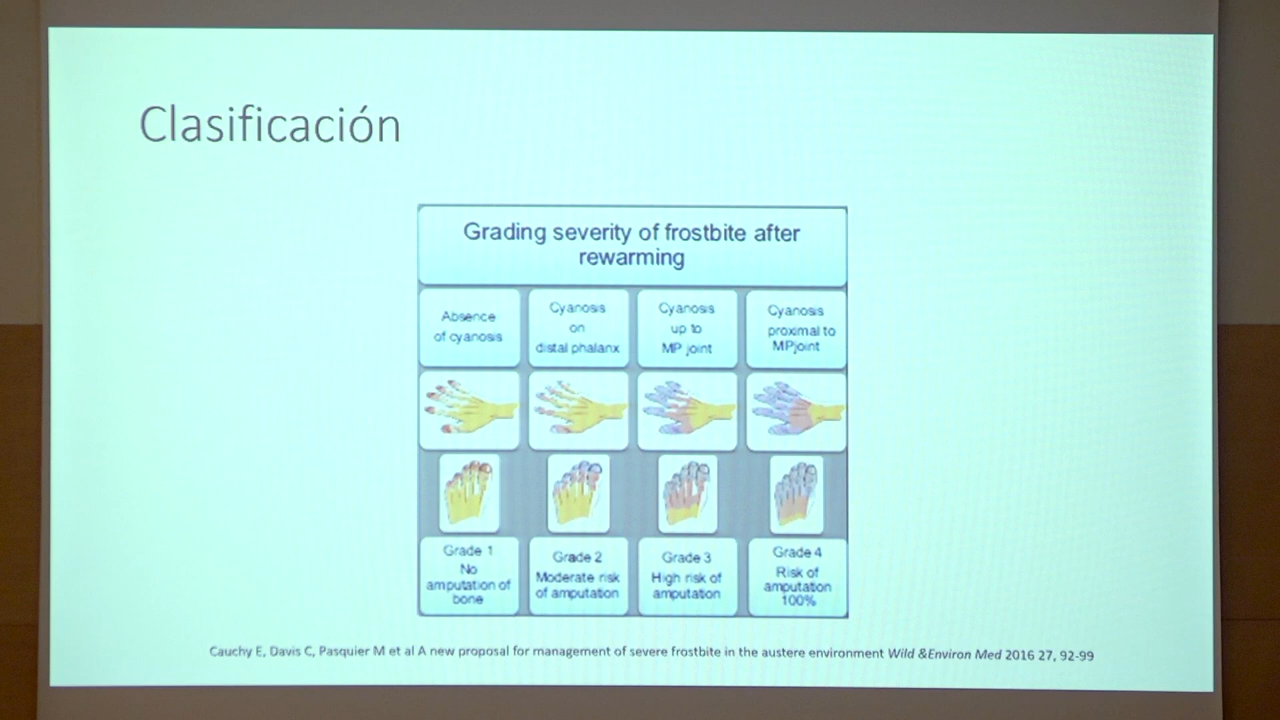 Clasificación
Grading severity of frostbite after
rewarming
Absence
of cyanosis
Cyanosis
on
distal phalanx
Cyanosis
up to
MP joint
Cyanosis
proximal to
MPjoint
Grade 1
No
amputation of
bone
Grade 2
Moderate risk
of amputation
Grade 3
High risk of
amputation
Grade 4
Risk of
amputation
100%
Cauchy E, Davis C, Pasquier M et al A new proposal for management of severe frostbite in the austere environment Wild &Environ Med 2016 27, 92-99